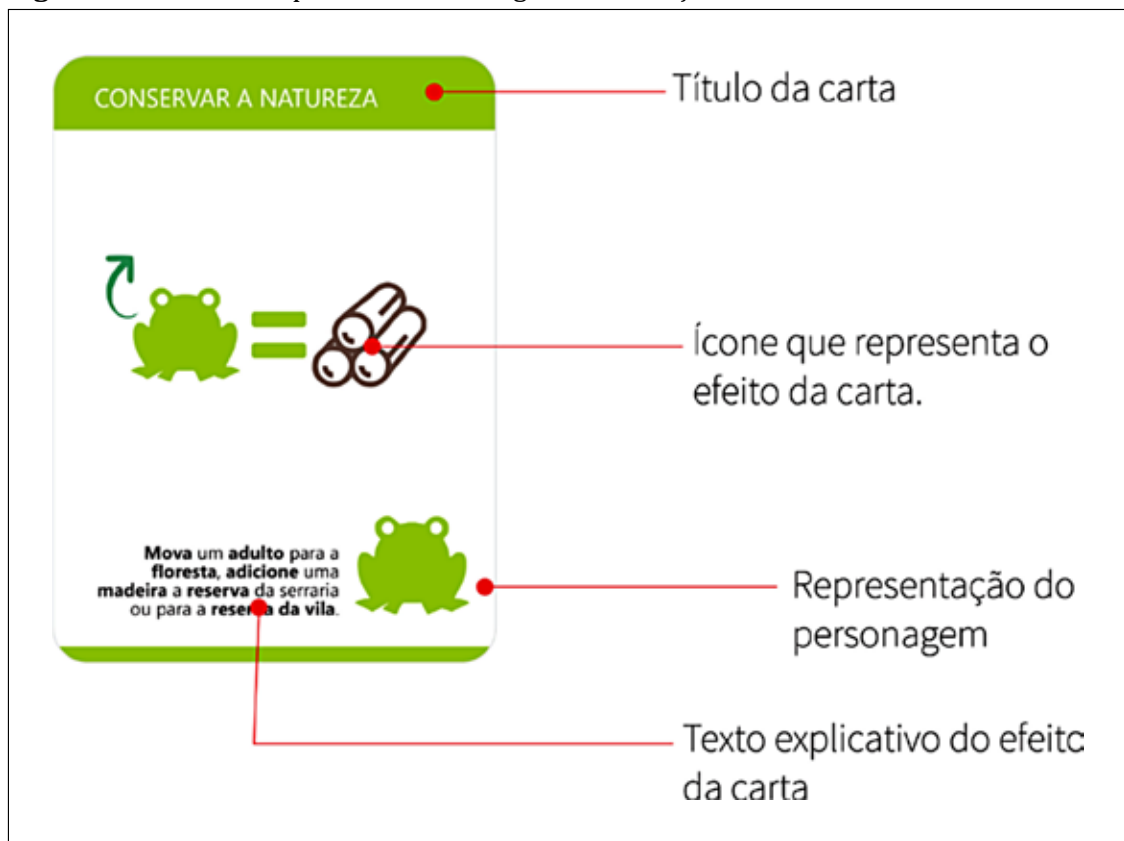 CONSERVAR A NATUREZA
Título da carta
Ícone que representa o
efeito da carta.
Mova um adulto para a
floresta, adicione uma
madeira a reserva da serraria
ou para a reserva da vila.
Representação do
personagem
Texto explicativo do efeito
da carta